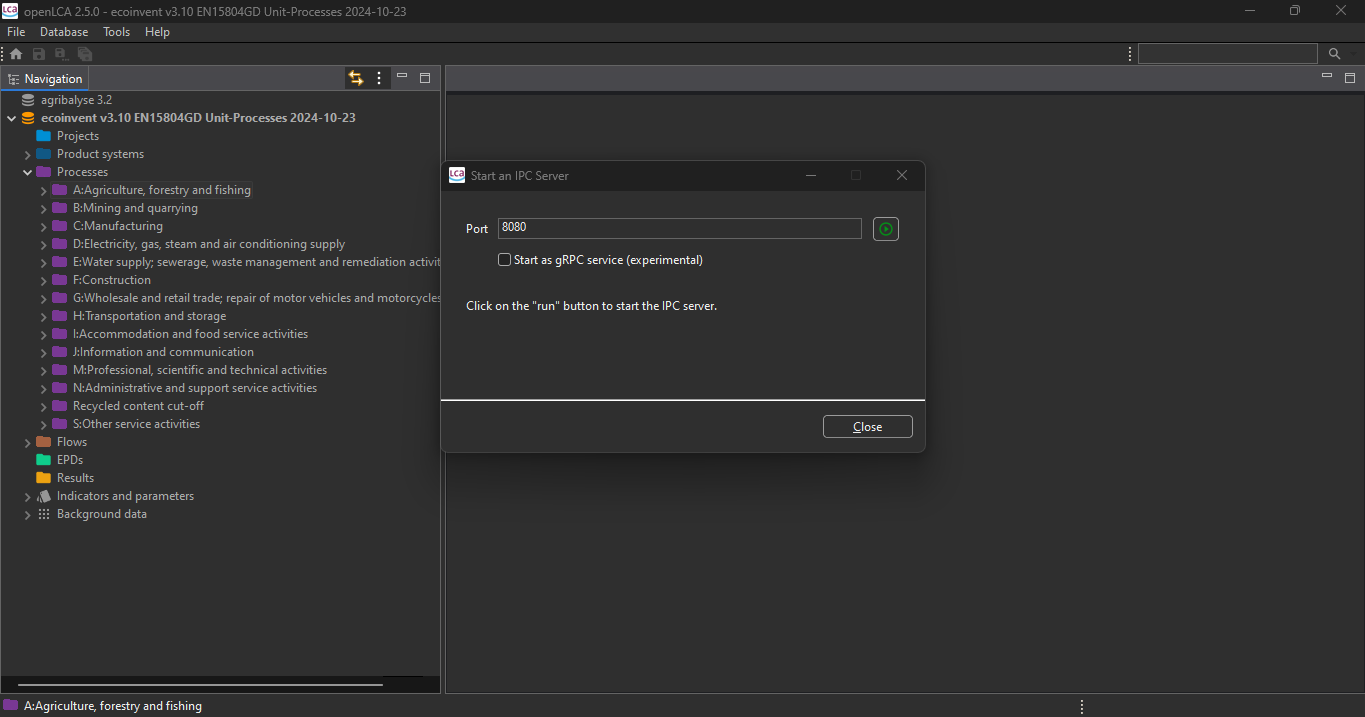 LCA openLCA 2.5.0 - ecoinvent v3.10 EN15804GD Unit-Processes 2024-10-23
File Database Tools Help
Navigation
agribalyse 3.2
ecoinvent v3.10 EN15804GD Unit-Processes 2024-10-23
Projects
Product systems
Processes
A:Agriculture, forestry and fishing
B:Mining and quarrying
C:Manufacturing
D:Electricity, gas, steam and air conditioning supply
E:Water supply; sewerage, waste management and remediation activit
F:Construction
G:Wholesale and retail trade; repair of motor vehicles and motorcycles
H:Transportation and storage
I:Accommodation and food service activities
J:Information and communication
M:Professional, scientific and technical activities
N:Administrative and support service activities
Recycled content cut-off
S:Other service activities
Flows
EPDs
Results
Indicators and parameters
Background data
LCA Start an IPC Server
Port 8080
Start as gRPC service (experimental)
Click on the "run" button to start the IPC server.
Close
A:Agriculture, forestry and fishing